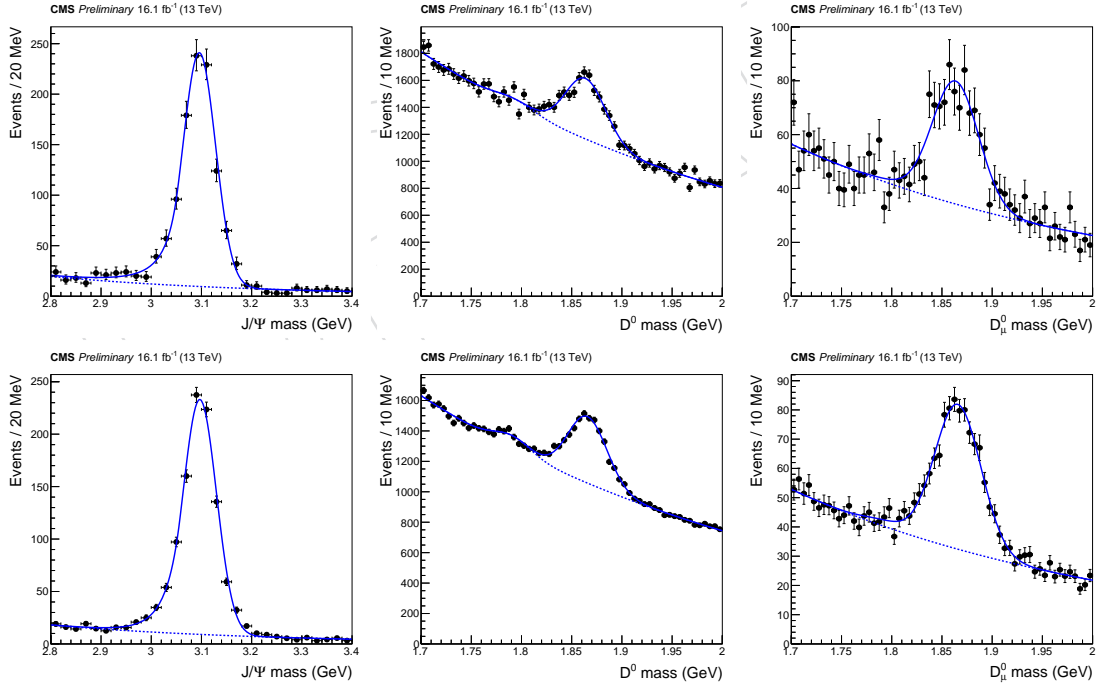 CMS Preliminary 16.1 fb⁻¹ (13 TeV)
Events / 20 MeV
250
200
150
100
50
0
2.8 2.9 3 3.1 3.2 3.3 3.4
J/Ψ mass (GeV)
CMS Preliminary 16.1 fb⁻¹ (13 TeV)
Events / 10 MeV
1800
1600
1400
1200
1000
800
600
400
200
0
1.7 1.75 1.8 1.85 1.9 1.95 2
D⁰ mass (GeV)
CMS Preliminary 16.1 fb⁻¹ (13 TeV)
Events / 10 MeV
100
80
60
40
20
0
1.7 1.75 1.8 1.85 1.9 1.95 2
D⁰μ mass (GeV)
CMS Preliminary 16.1 fb⁻¹ (13 TeV)
Events / 20 MeV
250
200
150
100
50
0
2.8 2.9 3 3.1 3.2 3.3 3.4
J/Ψ mass (GeV)
CMS Preliminary 16.1 fb⁻¹ (13 TeV)
Events / 10 MeV
1600
1400
1200
1000
800
600
400
200
0
1.7 1.75 1.8 1.85 1.9 1.95 2
D⁰ mass (GeV)
CMS Preliminary 16.1 fb⁻¹ (13 TeV)
Events / 10 MeV
90
80
70
60
50
40
30
20
10
0
1.7 1.75 1.8 1.85 1.9 1.95 2
D⁰μ mass (GeV)